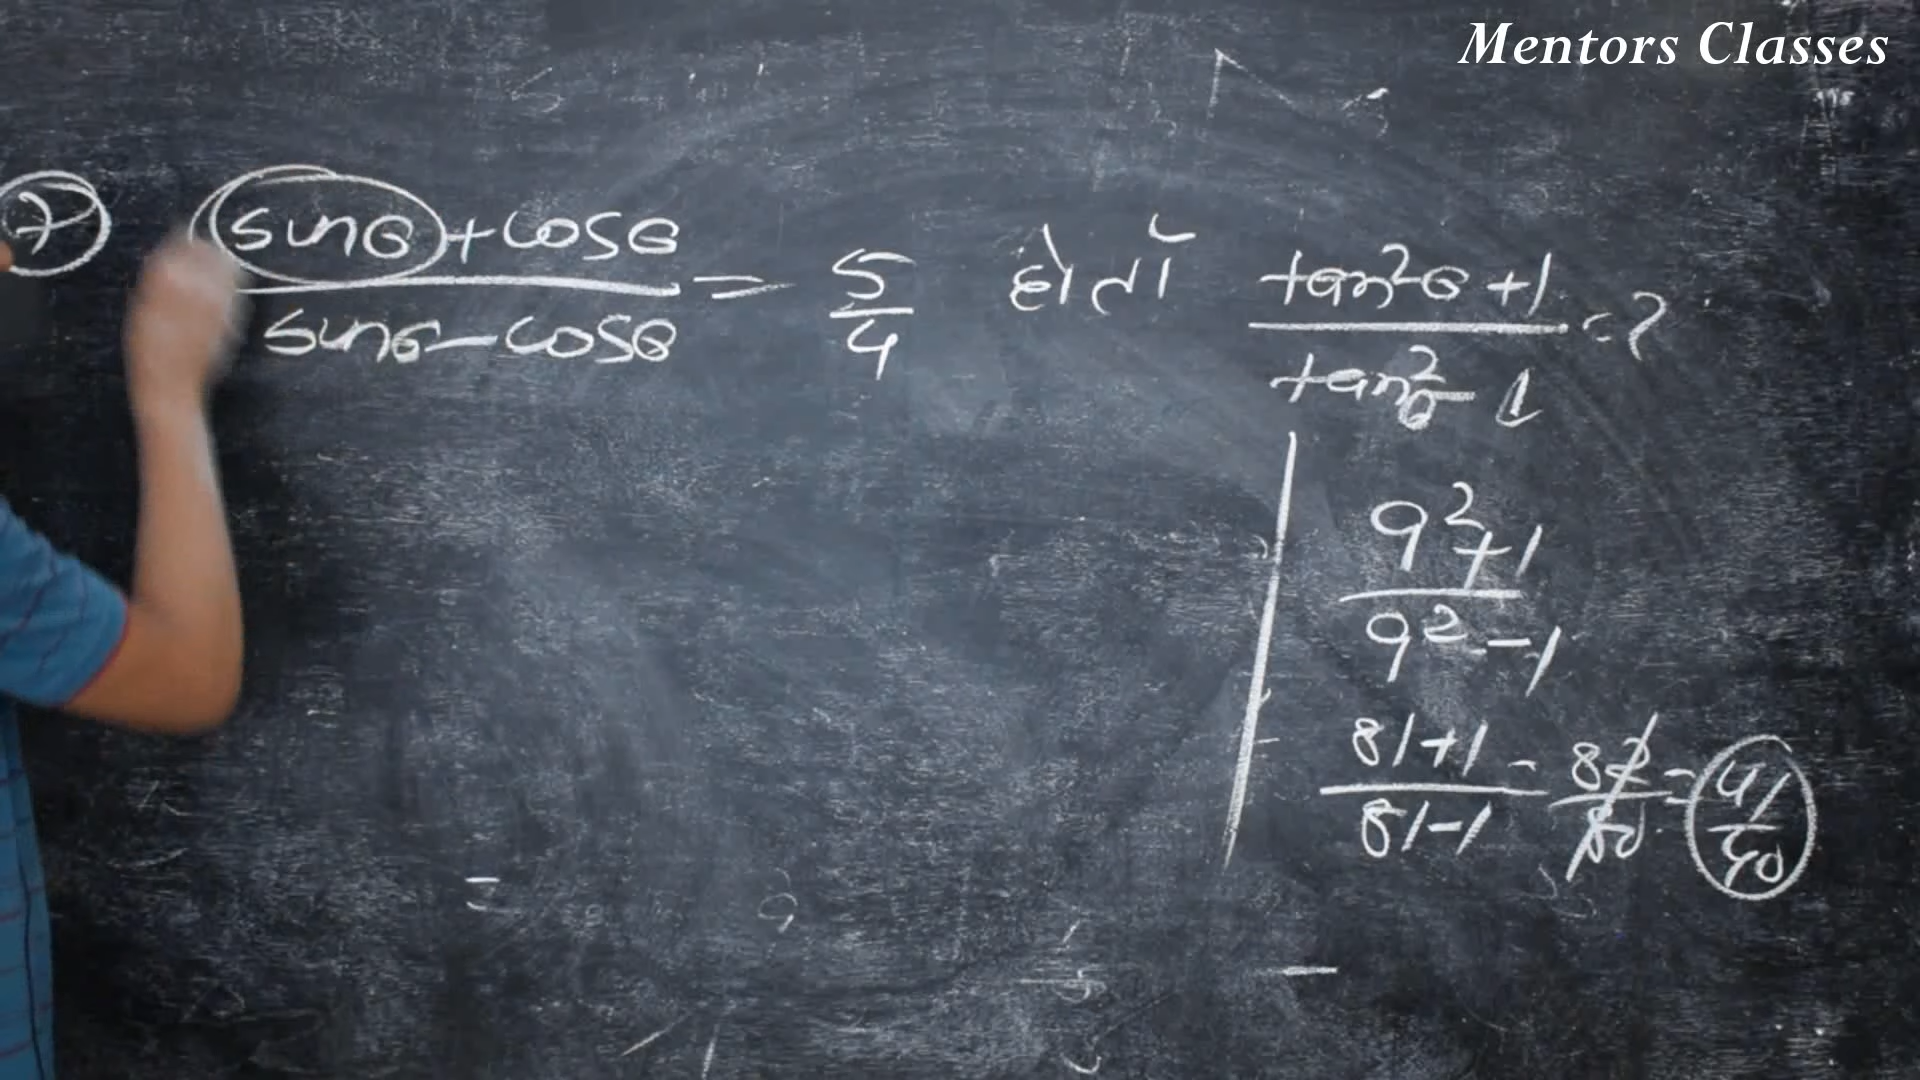 Mentors Classes
7 sinθ+cosθ / sinθ-cosθ = 5/4 हो तो tan²θ+1 / tan²θ-1 = ?
9²+1 / 9²-1
81+1 / 81-1 = 82/80 = 41/40